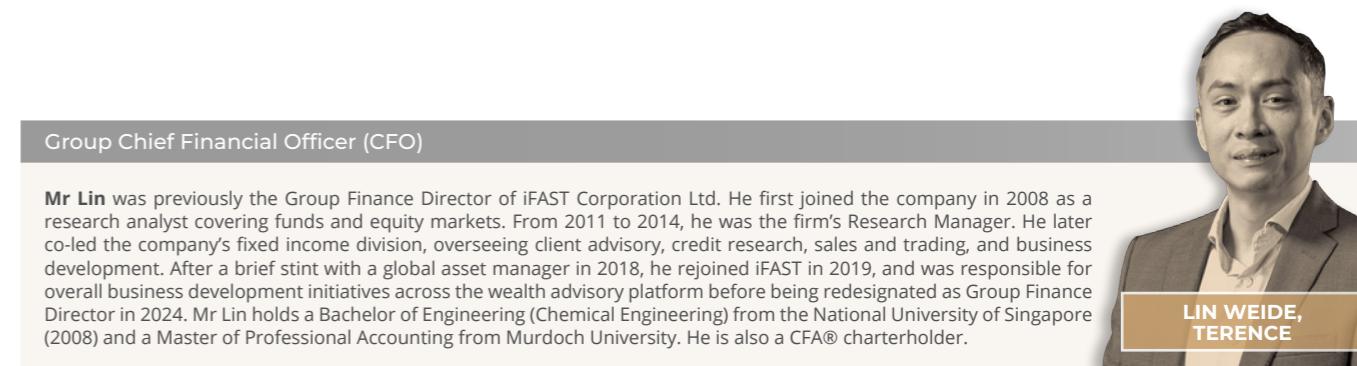 Group Chief Financial Officer (CFO)
Mr Lin was previously the Group Finance Director of iFAST Corporation Ltd. He first joined the company in 2008 as a
research analyst covering funds and equity markets. From 2011 to 2014, he was the firm's Research Manager. He later
co-led the company's fixed income division, overseeing client advisory, credit research, sales and trading, and business
development. After a brief stint with a global asset manager in 2018, he rejoined iFAST in 2019, and was responsible for
overall business development initiatives across the wealth advisory platform before being redesignated as Group Finance
Director in 2024. Mr Lin holds a Bachelor of Engineering (Chemical Engineering) from the National University of Singapore
(2008) and a Master of Professional Accounting from Murdoch University. He is also a CFA® charterholder.
LIN WEIDE,
TERENCE